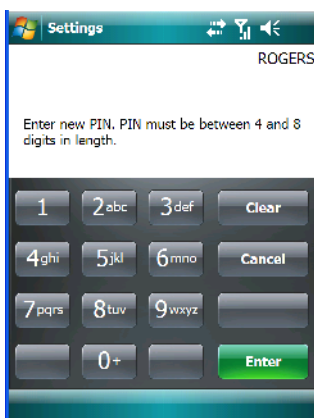 Settings
ROGERS
Enter new PIN. PIN must be between 4 and 8
digits in length.
1 2abc 3def Clear
4ghi 5jkl 6mno Cancel
7pqrs 8tuv 9wxyz
0+ Enter